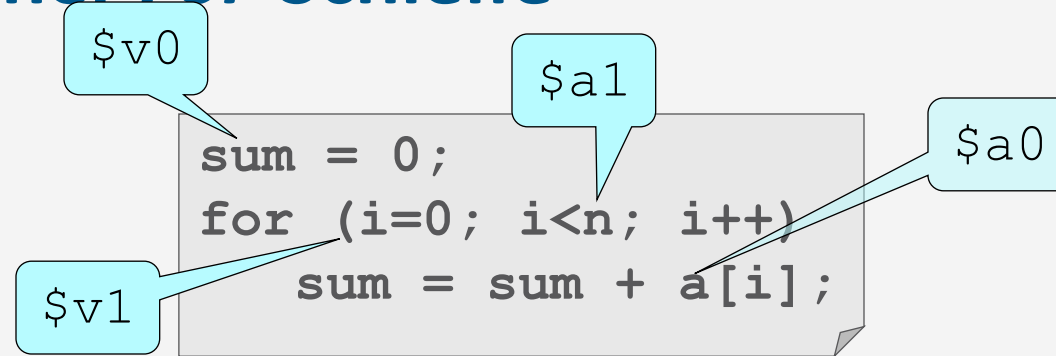 $v0
$a1
$a0
sum = 0;
for (i=0; i<n; i++)
sum = sum + a[i];
$v1